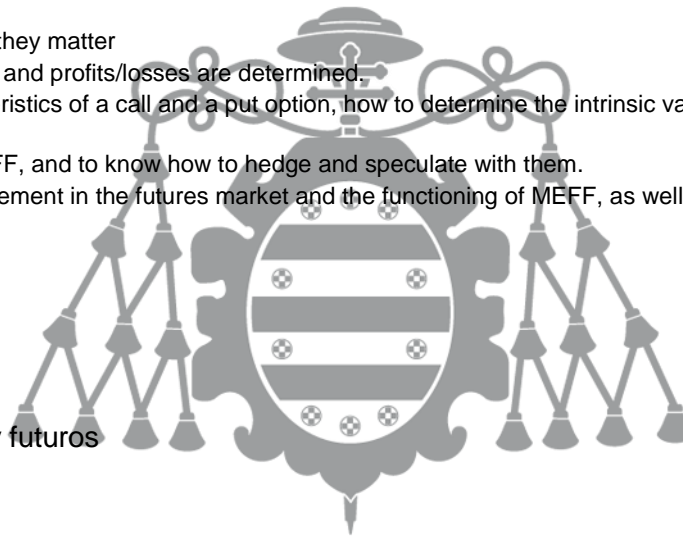 they matter
and profits/losses are determined.
ristics of a call and a put option, how to determine the intrinsic va
FF, and to know how to hedge and speculate with them.
ement in the futures market and the functioning of MEFF, as well
futuros